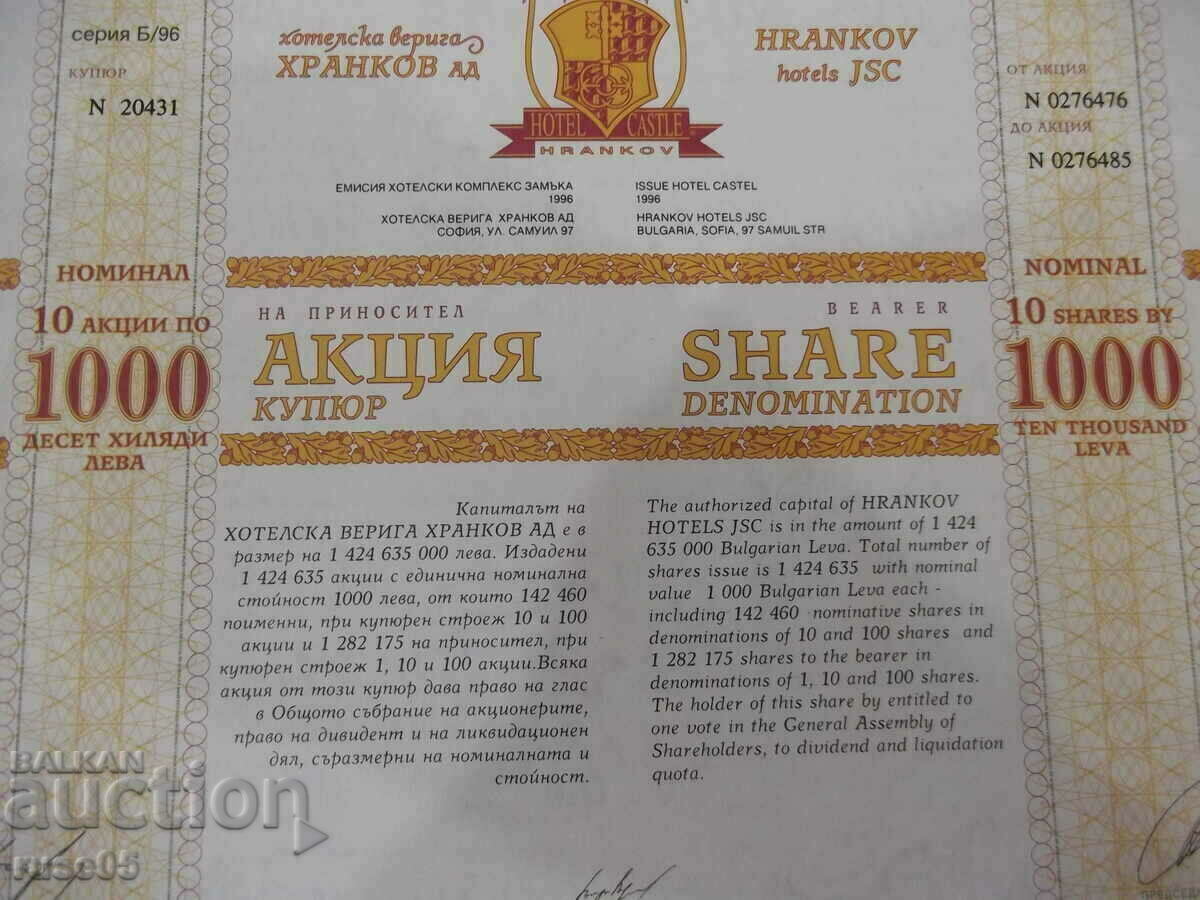 серия Б/96
КУПЮР
N 20431
хотелска верига
ХРАНКОВ АД
HOTEL CASTLE
HRANKOV
HRANKOV
hotels JSC
ОТ АКЦИЯ
N 0276476
ДО АКЦИЯ
N 0276485
ЕМИСИЯ ХОТЕЛСКИ КОМПЛЕКС ЗАМЪКА
1996
ХОТЕЛСКА ВЕРИГА ХРАНКОВ АД
СОФИЯ, УЛ. САМУИЛ 97
ISSUE HOTEL CASTEL
1996
HRANKOV HOTELS JSC
BULGARIA, SOFIA, 97 SAMUIL STR
НОМИНАЛ
10 АКЦИИ ПО
1000
ДЕСЕТ ХИЛЯДИ
ЛЕВА
НА ПРИНОСИТЕЛ
АКЦИЯ
КУПЮР
BEARER
SHARE
DENOMINATION
NOMINAL
10 SHARES BY
1000
TEN THOUSAND
LEVA
Капиталът на
ХОТЕЛСКА ВЕРИГА ХРАНКОВ АД е в
размер на 1 424 635 000 лева. Издадени
1 424 635 акции с единична номинална
стойност 1000 лева, от които 142 460
поименни, при купюрен строеж 10 и 100
акции и 1 282 175 на приносител, при
купюрен строеж 1, 10 и 100 акции.Всяка
акция от този купюр дава право на глас
в Общото събрание на акционерите,
право на дивидент и на ликвидационен
дял, съразмерни на номиналната и
стойност.
The authorized capital of HRANKOV
HOTELS JSC is in the amount of 1 424
635 000 Bulgarian Leva. Total number of
shares issue is 1 424 635 with nominal
value 1 000 Bulgarian Leva each -
including 142 460 nominative shares in
denominations of 10 and 100 shares and
1 282 175 shares to the bearer in
denominations of 1, 10 and 100 shares.
The holder of this share by entitled to
one vote in the General Assembly of
Shareholders, to dividend and liquidation
quota.
BALKAN
auction
ruse05